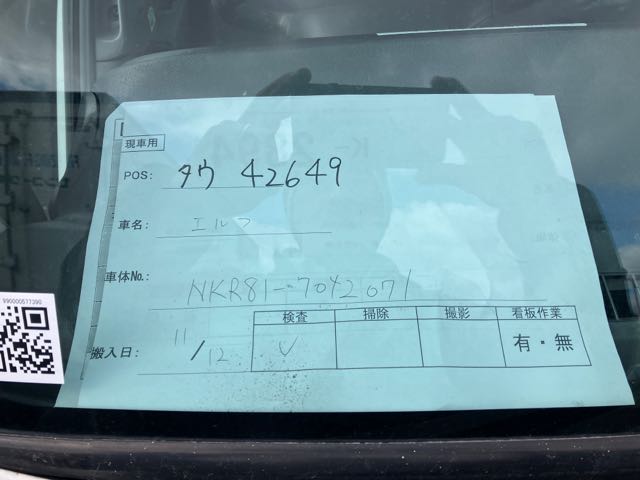 現車用
POS: タウ 42649
車名: エルフ
車体No.: NKR81-7042071
搬入日: 11/12
検査 掃除 撮影 看板作業
✓ 有・無
990000577390